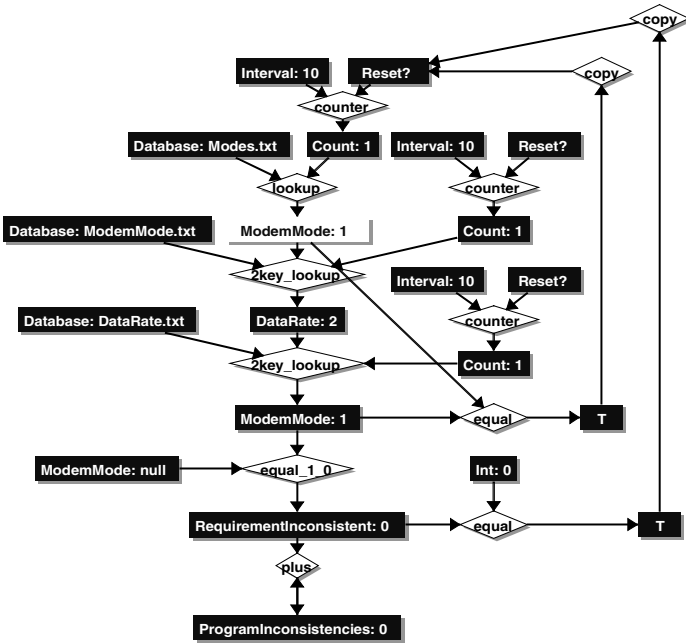 copy
Interval: 10
Reset?
copy
counter
Database: Modes.txt
Count: 1
Interval: 10
Reset?
lookup
counter
Database: ModemMode.txt
ModemMode: 1
Count: 1
2key_lookup
Interval: 10
Reset?
Database: DataRate.txt
DataRate: 2
counter
2key_lookup
Count: 1
ModemMode: 1
equal
T
ModemMode: null
equal_1_0
Int: 0
RequirementInconsistent: 0
equal
T
plus
ProgramInconsistencies: 0